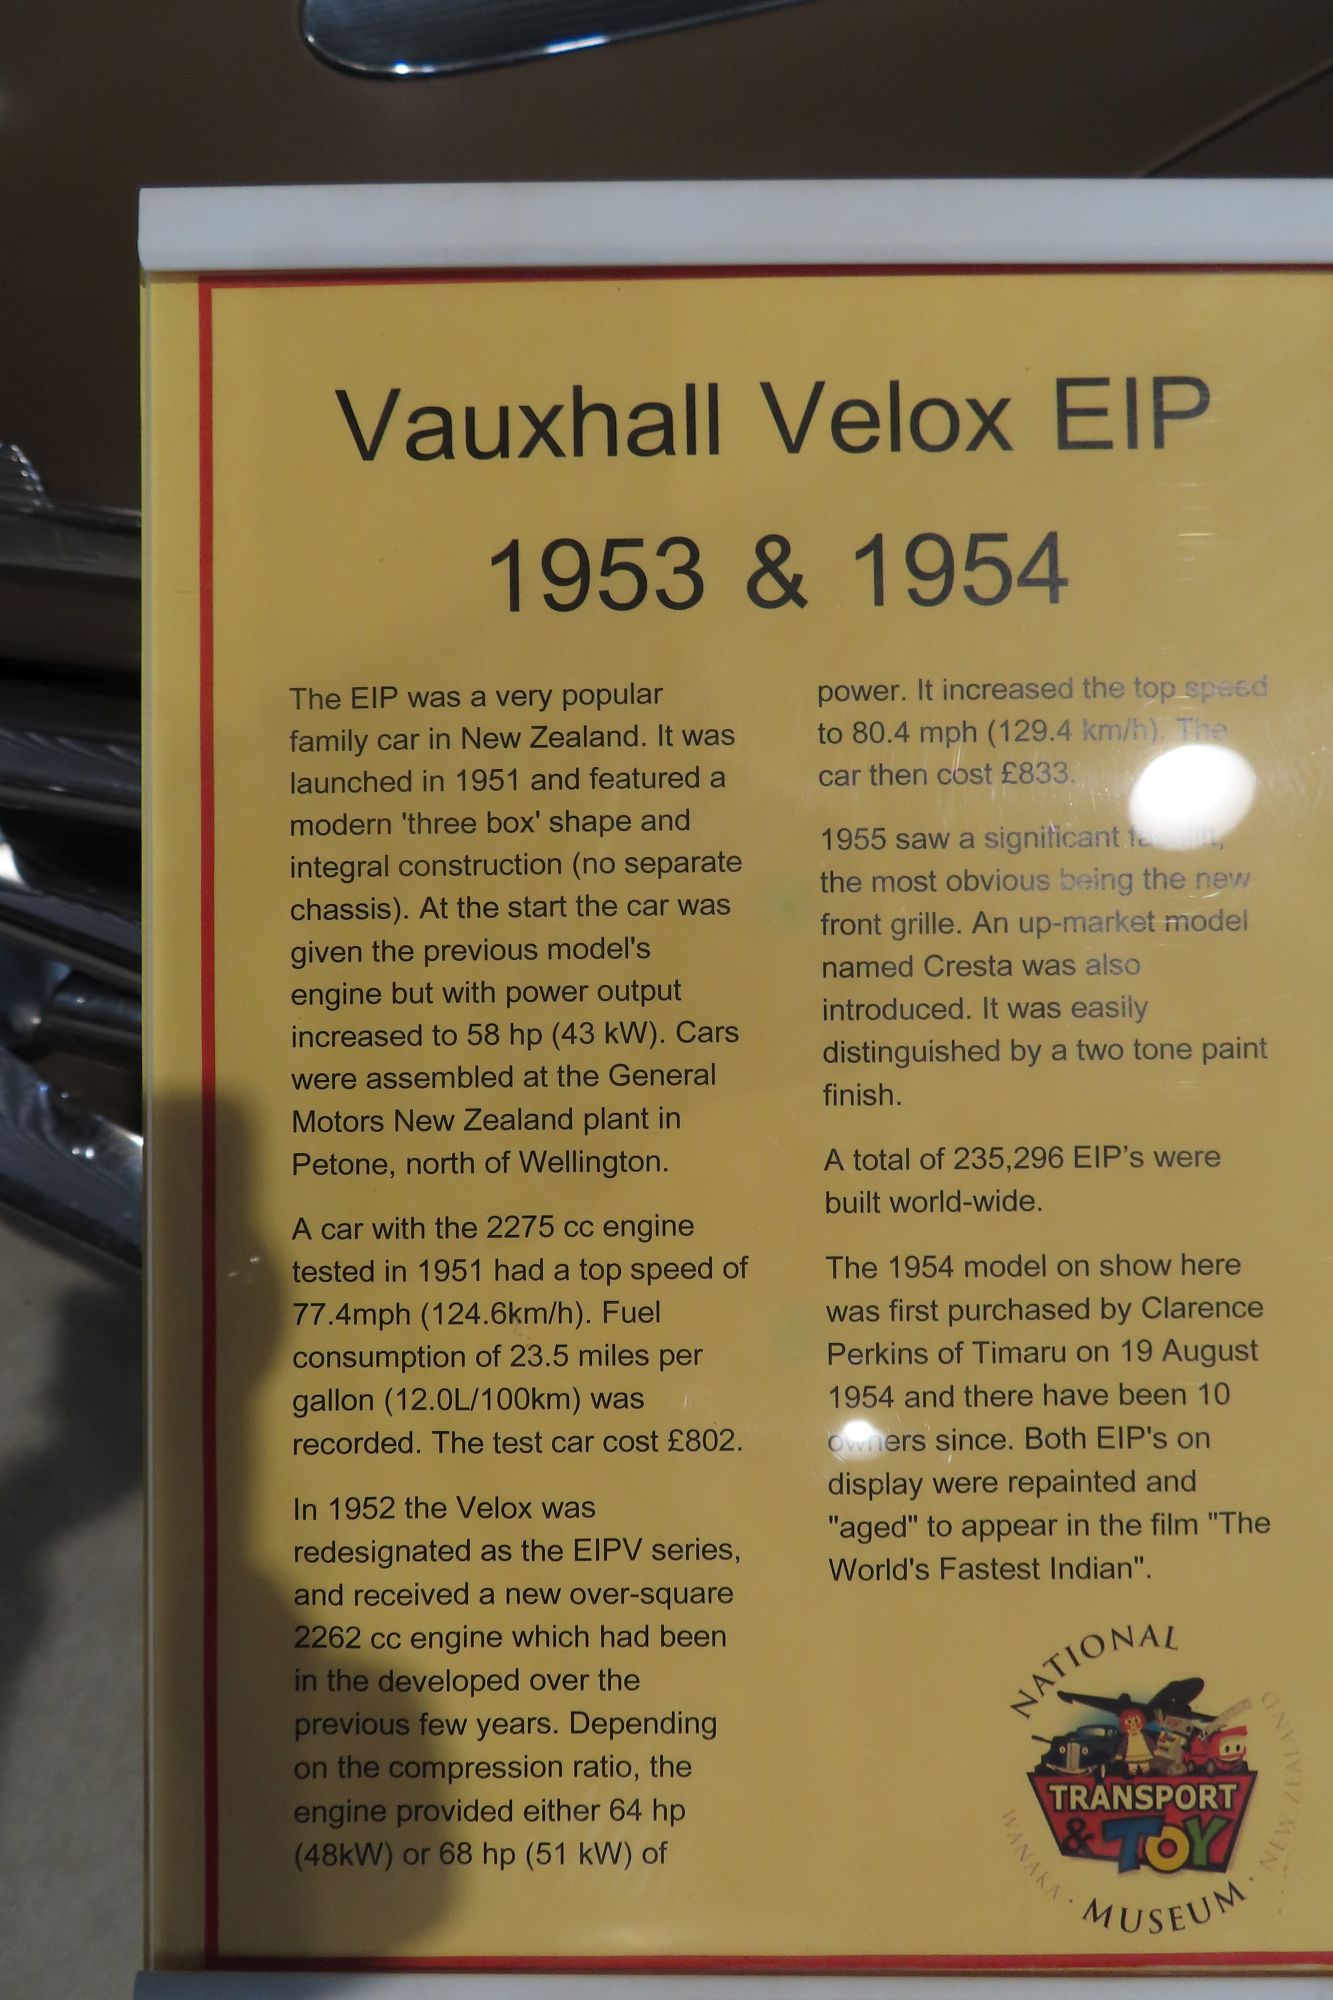 Vauxhall Velox EIP
1953 & 1954
The EIP was a very popular
family car in New Zealand. It was
launched in 1951 and featured a
modern 'three box' shape and
integral construction (no separate
chassis). At the start the car was
given the previous model's
engine but with power output
increased to 58 hp (43 kW). Cars
were assembled at the General
Motors New Zealand plant in
Petone, north of Wellington.
A car with the 2275 cc engine
tested in 1951 had a top speed of
77.4mph (124.6km/h). Fuel
consumption of 23.5 miles per
gallon (12.0L/100km) was
recorded. The test car cost £802.
In 1952 the Velox was
redesignated as the EIPV series,
and received a new over-square
2262 cc engine which had been
in the developed over the
previous few years. Depending
on the compression ratio, the
engine provided either 64 hp
(48kW) or 68 hp (51 kW) of
power. It increased the top speed
to 80.4 mph (129.4 km/h). The
car then cost £833.
1955 saw a significant facelift,
the most obvious being the new
front grille. An up-market model
named Cresta was also
introduced. It was easily
distinguished by a two tone paint
finish.
A total of 235,296 EIP's were
built world-wide.
The 1954 model on show here
was first purchased by Clarence
Perkins of Timaru on 19 August
1954 and there have been 10
owners since. Both EIP's on
display were repainted and
"aged" to appear in the film "The
World's Fastest Indian".
NATIONAL
TRANSPORT
& TOY
MUSEUM
WANAKA · NEW ZEALAND